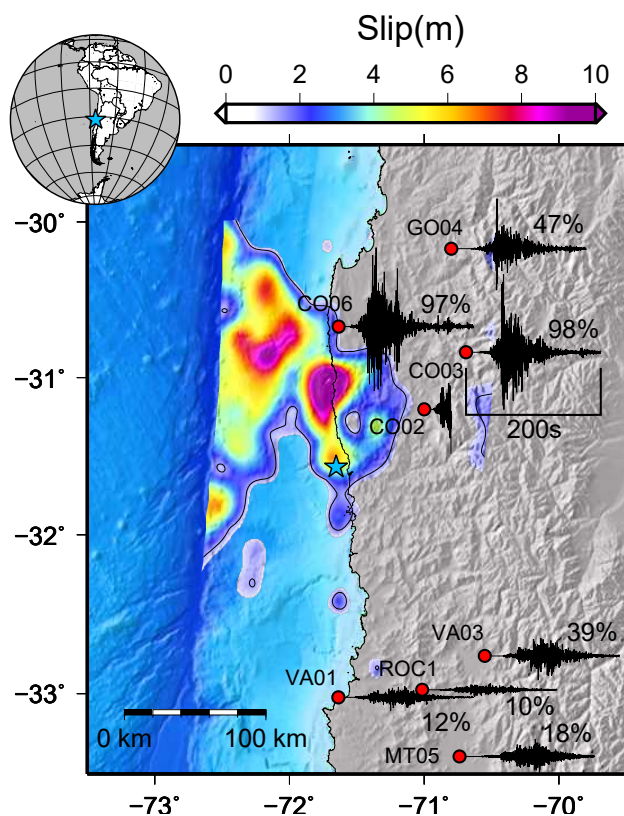 Slip(m)
0 2 4 6 8 10
−30°
−31°
−32°
−33°
GO04
47%
CO06
97%
98%
CO03
CO02
200s
VA03
39%
ROC1
VA01
10%
12%
18%
MT05
0 km 100 km
−73° −72° −71° −70°